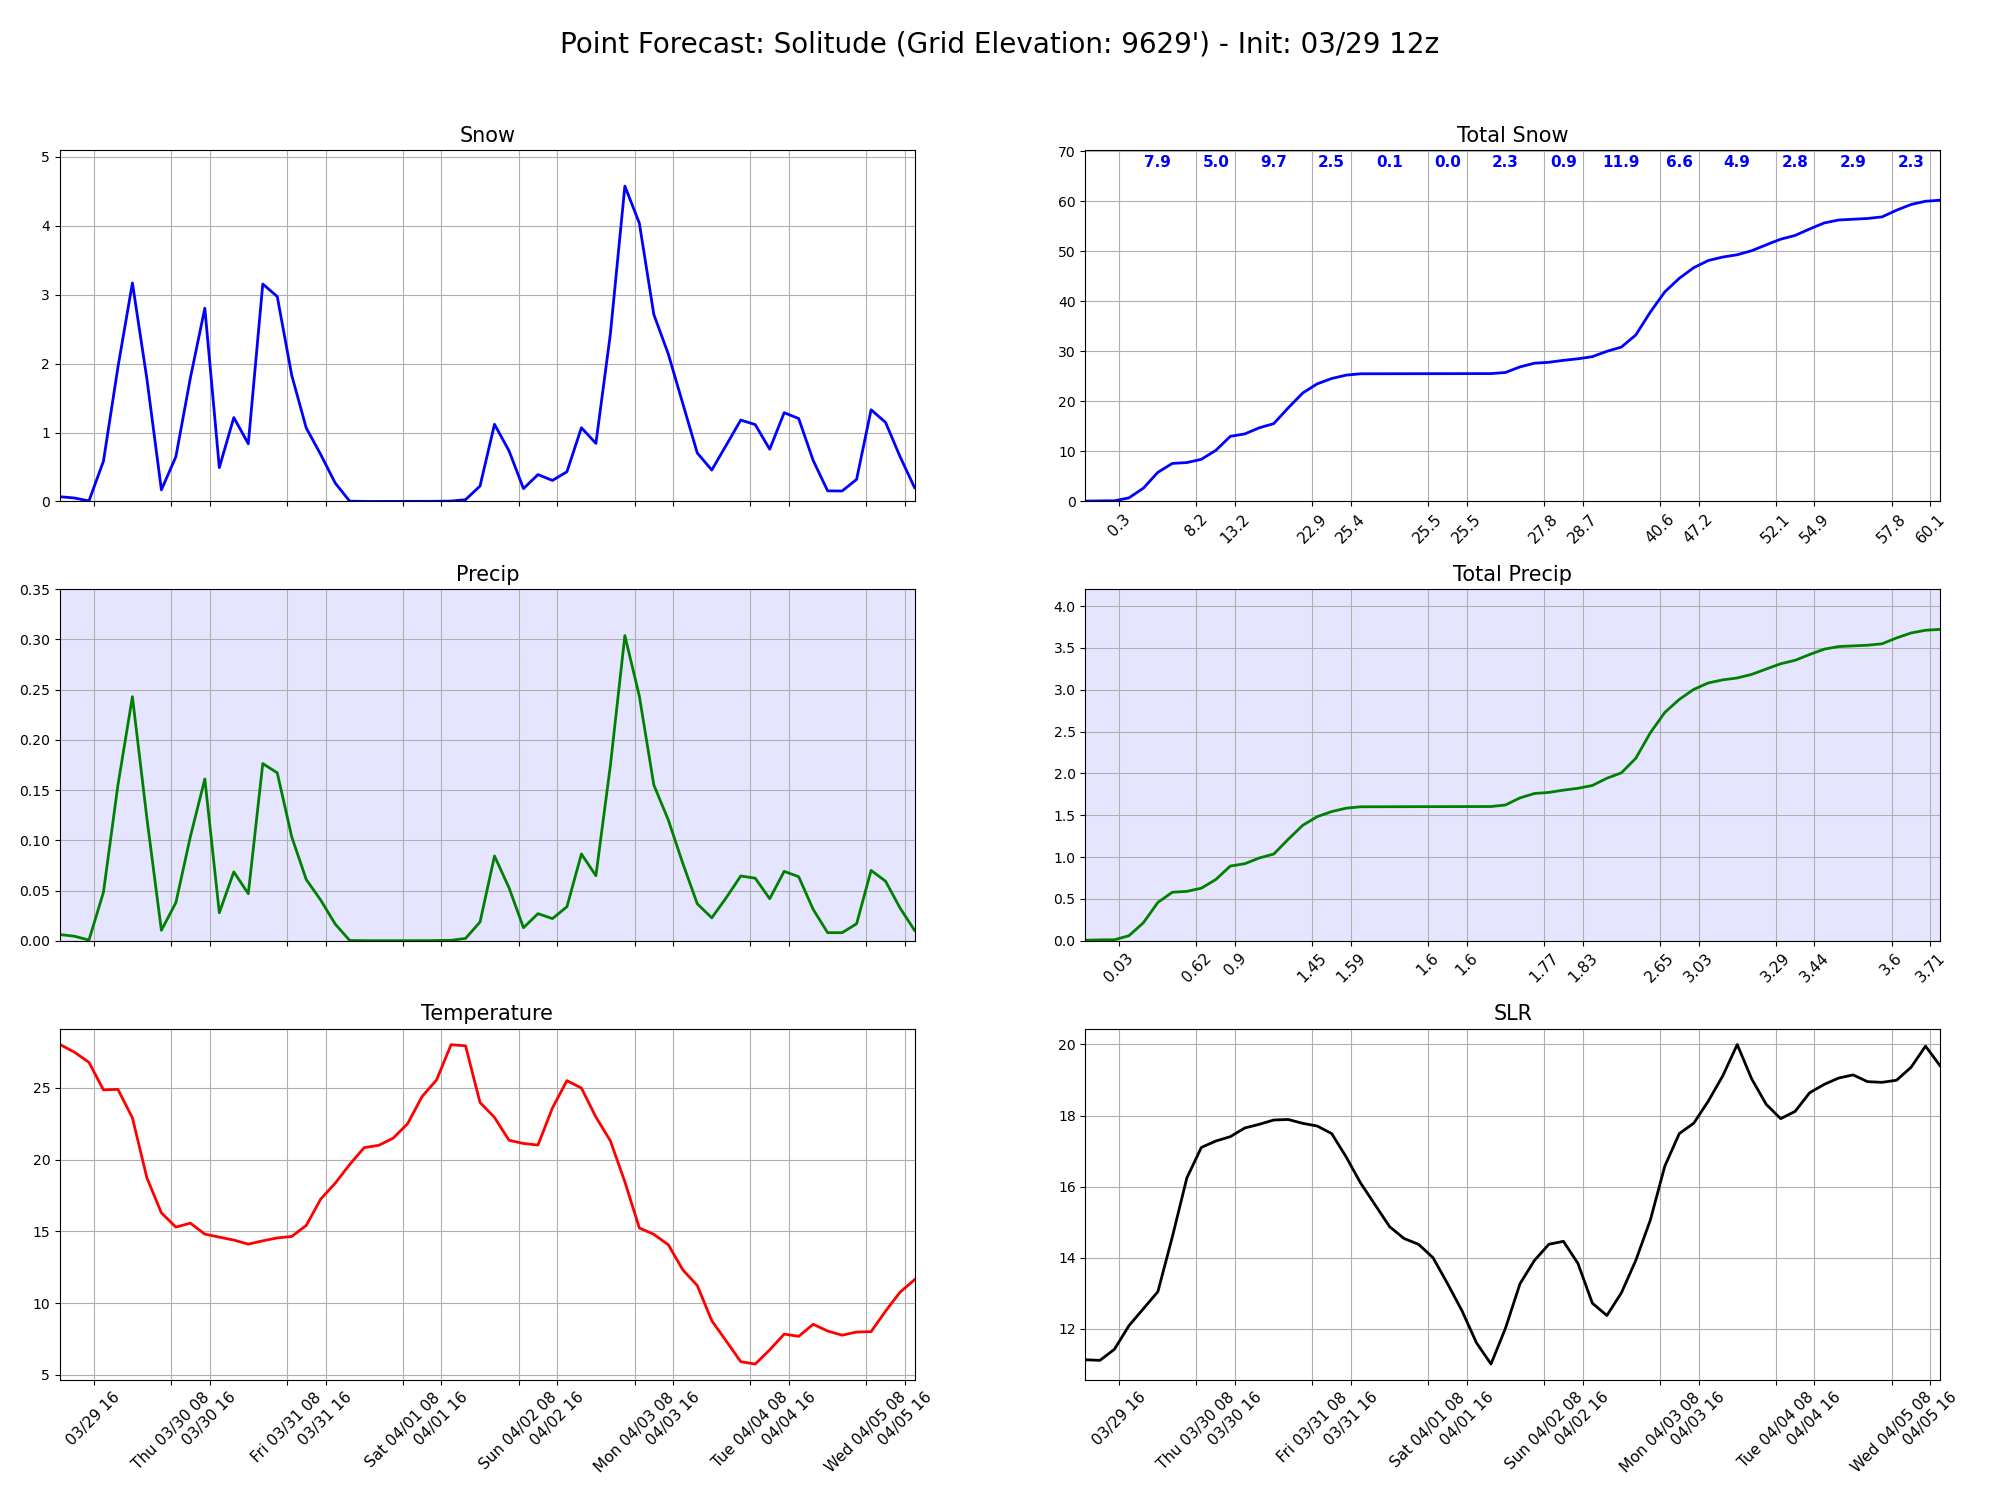 Point Forecast: Solitude (Grid Elevation: 9629') - Init: 03/29 12z
Snow
5
4
3
2
1
0
Total Snow
70
60
50
40
30
20
10
0
7.9 5.0 9.7 2.5 0.1 0.0 2.3 0.9 11.9 6.6 4.9 2.8 2.9 2.3
0.3 8.2 13.2 22.9 25.4 25.5 25.5 27.8 28.7 40.6 47.2 52.1 54.9 57.8 60.1
Precip
0.35
0.30
0.25
0.20
0.15
0.10
0.05
0.00
Total Precip
4.0
3.5
3.0
2.5
2.0
1.5
1.0
0.5
0.0
0.03 0.62 0.9 1.45 1.59 1.6 1.6 1.77 1.83 2.65 3.03 3.29 3.44 3.6 3.71
Temperature
25
20
15
10
5
03/29 16
Thu 03/30 08
03/30 16
Fri 03/31 08
03/31 16
Sat 04/01 08
04/01 16
Sun 04/02 08
04/02 16
Mon 04/03 08
04/03 16
Tue 04/04 08
04/04 16
Wed 04/05 08
04/05 16
SLR
20
18
16
14
12
03/29 16
Thu 03/30 08
03/30 16
Fri 03/31 08
03/31 16
Sat 04/01 08
04/01 16
Sun 04/02 08
04/02 16
Mon 04/03 08
04/03 16
Tue 04/04 08
04/04 16
Wed 04/05 08
04/05 16